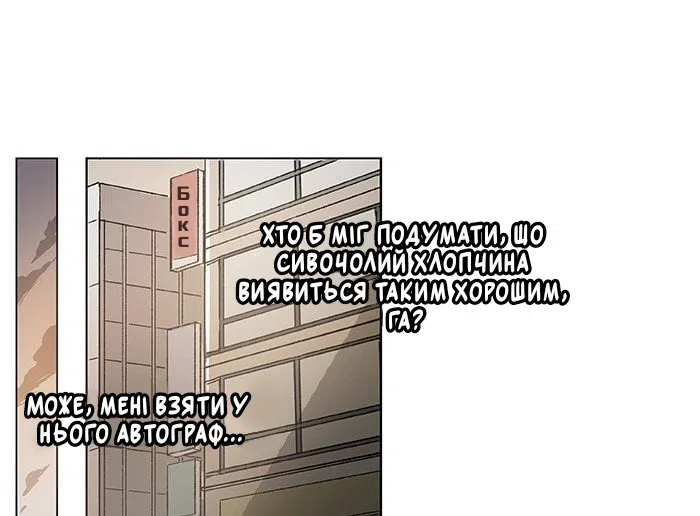 Бокс
ХТО Б МІГ ПОДУМАТИ, ЩО
СИВОЧОЛИЙ ХЛОПЧИНА
ВИЯВИТЬСЯ ТАКИМ ХОРОШИМ,
ГА?
МОЖЕ, МЕНІ ВЗЯТИ У
НЬОГО АВТОГРАФ...